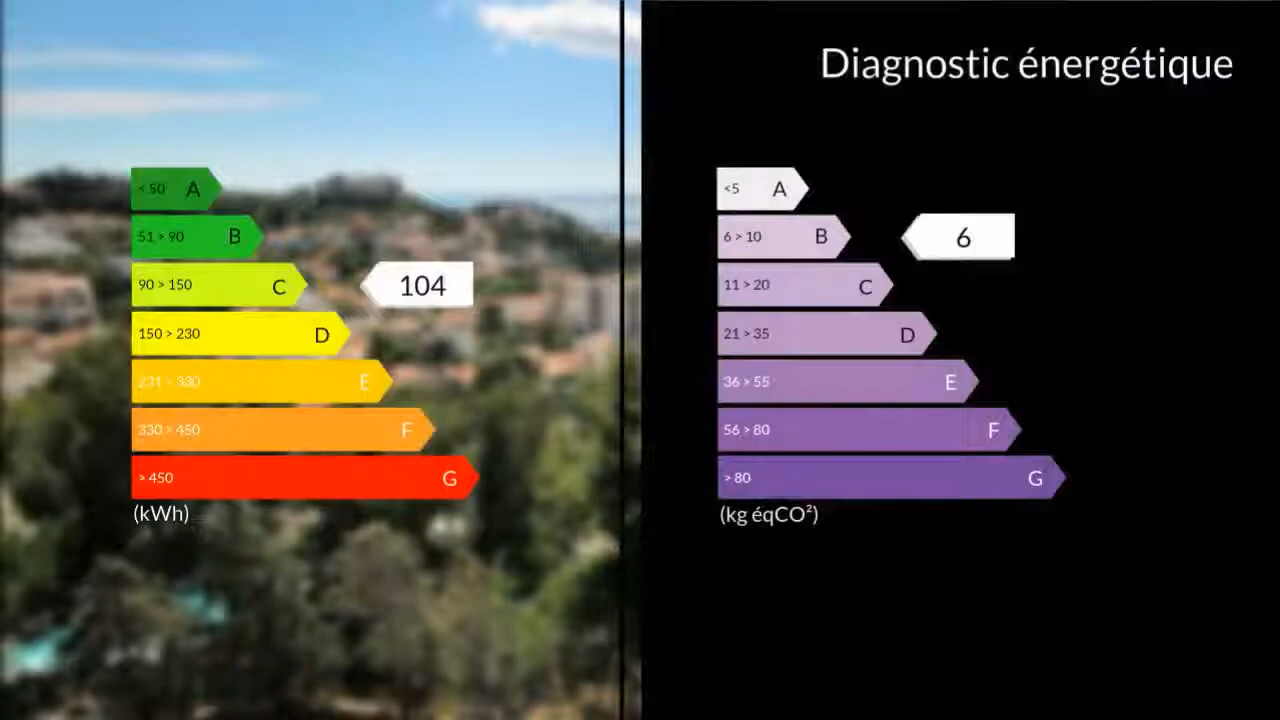 Diagnostic énergétique
< 50 A
51 > 90 B
90 > 150 C
104
150 > 230 D
231 > 330 E
330 > 450 F
> 450 G
(kWh)
<5 A
6 > 10 B
6
11 > 20 C
21 > 35 D
36 > 55 E
56 > 80 F
> 80 G
(kg éqCO²)